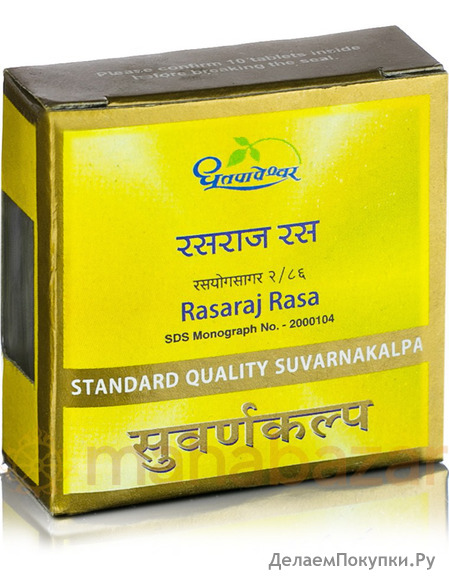 Please confirm 10 tablets inside
before breaking the seal
धूतपापेश्वर
रसराज रस
रसयोगसागर २/८६
Rasaraj Rasa
SDS Monograph No. - 2000104
STANDARD QUALITY SUVARNAKALPA
सुवर्णकल्प
manabazar
ДелаемПокупки.Ру